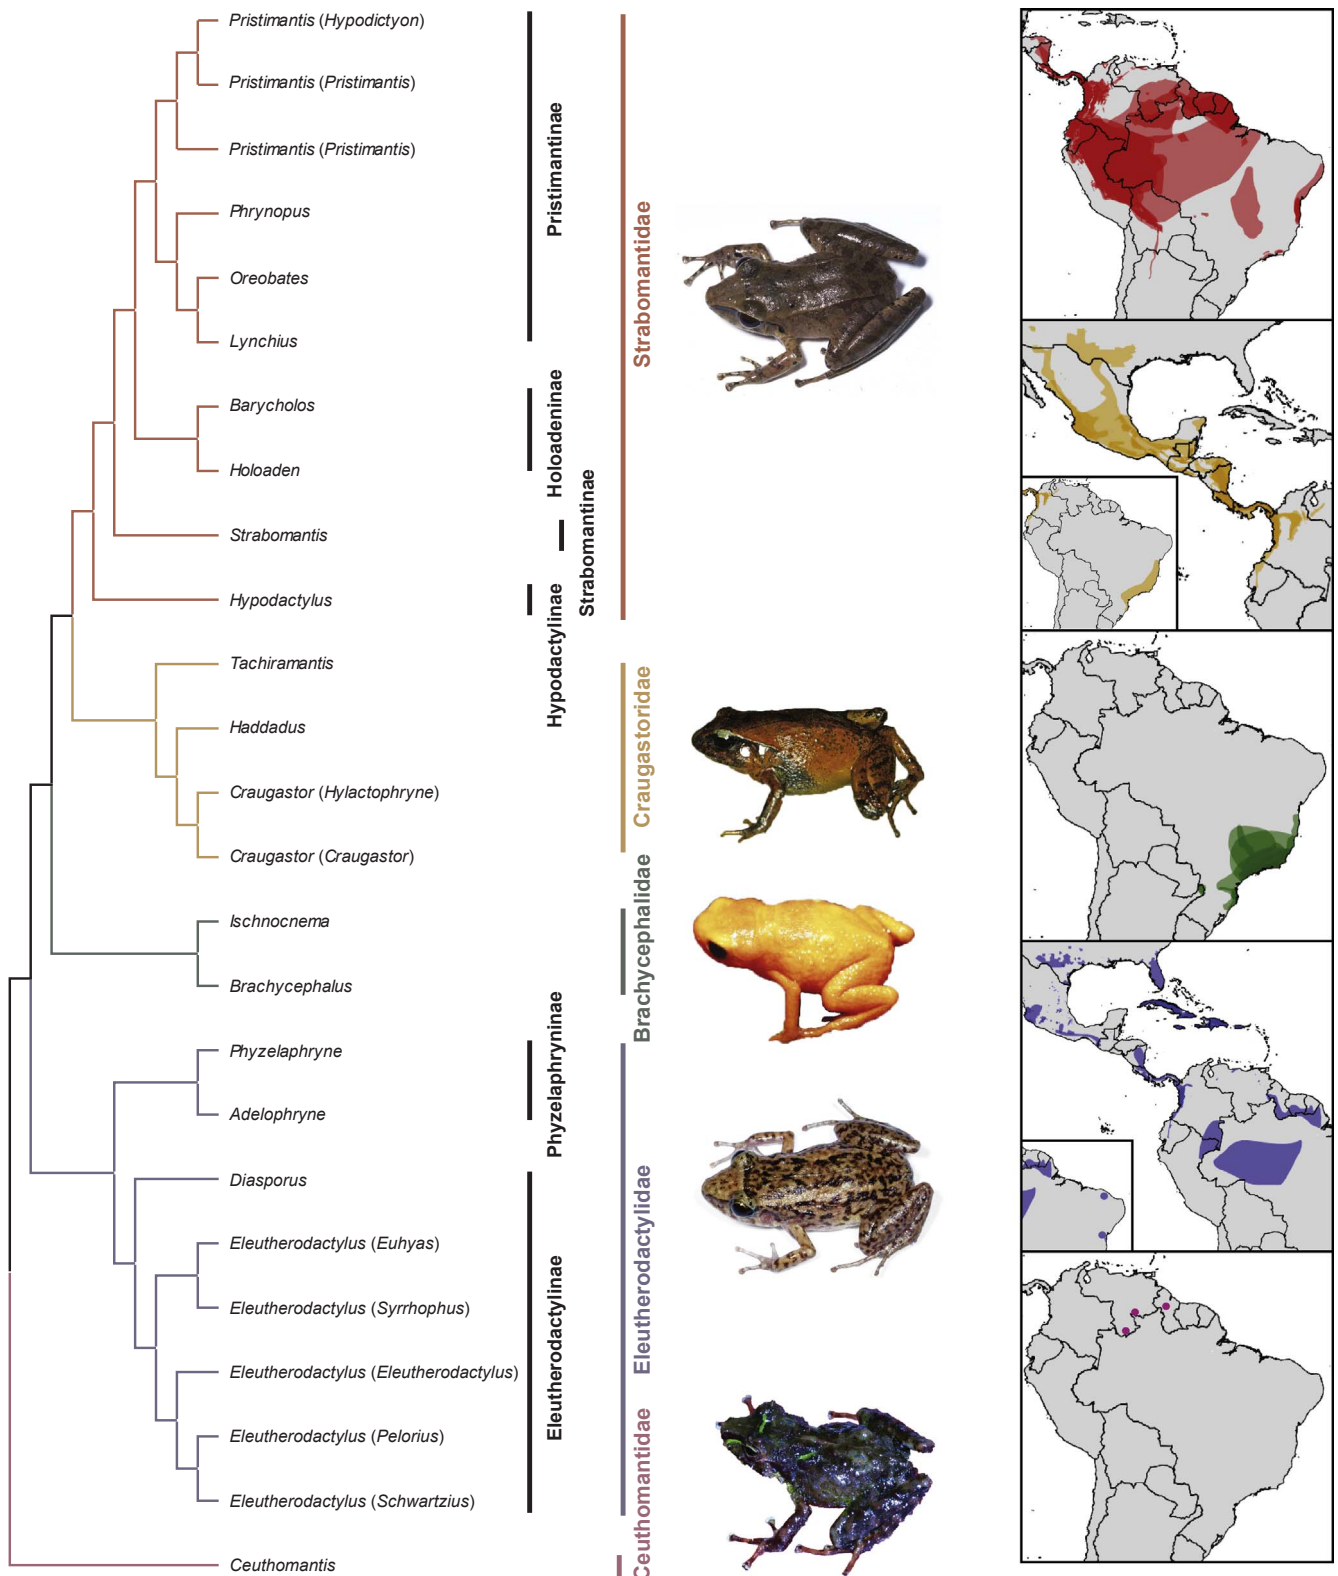 Pristimantis (Hypodictyon)
Pristimantis (Pristimantis)
Pristimantis (Pristimantis)
Phrynopus
Oreobates
Lynchius
Barycholos
Holoaden
Strabomantis
Hypodactylus
Tachiramantis
Haddadus
Craugastor (Hylactophryne)
Craugastor (Craugastor)
Ischnocnema
Brachycephalus
Phyzelaphryne
Adelophryne
Diasporus
Eleutherodactylus (Euhyas)
Eleutherodactylus (Syrrhophus)
Eleutherodactylus (Eleutherodactylus)
Eleutherodactylus (Pelorius)
Eleutherodactylus (Schwartzius)
Ceuthomantis
Pristimantinae
Holoadeninae
Strabomantinae
Hypodactylinae
Phyzelaphryninae
Eleutherodactylinae
Strabomantidae
Craugastoridae
Brachycephalidae
Eleutherodactylidae
Ceuthomantidae